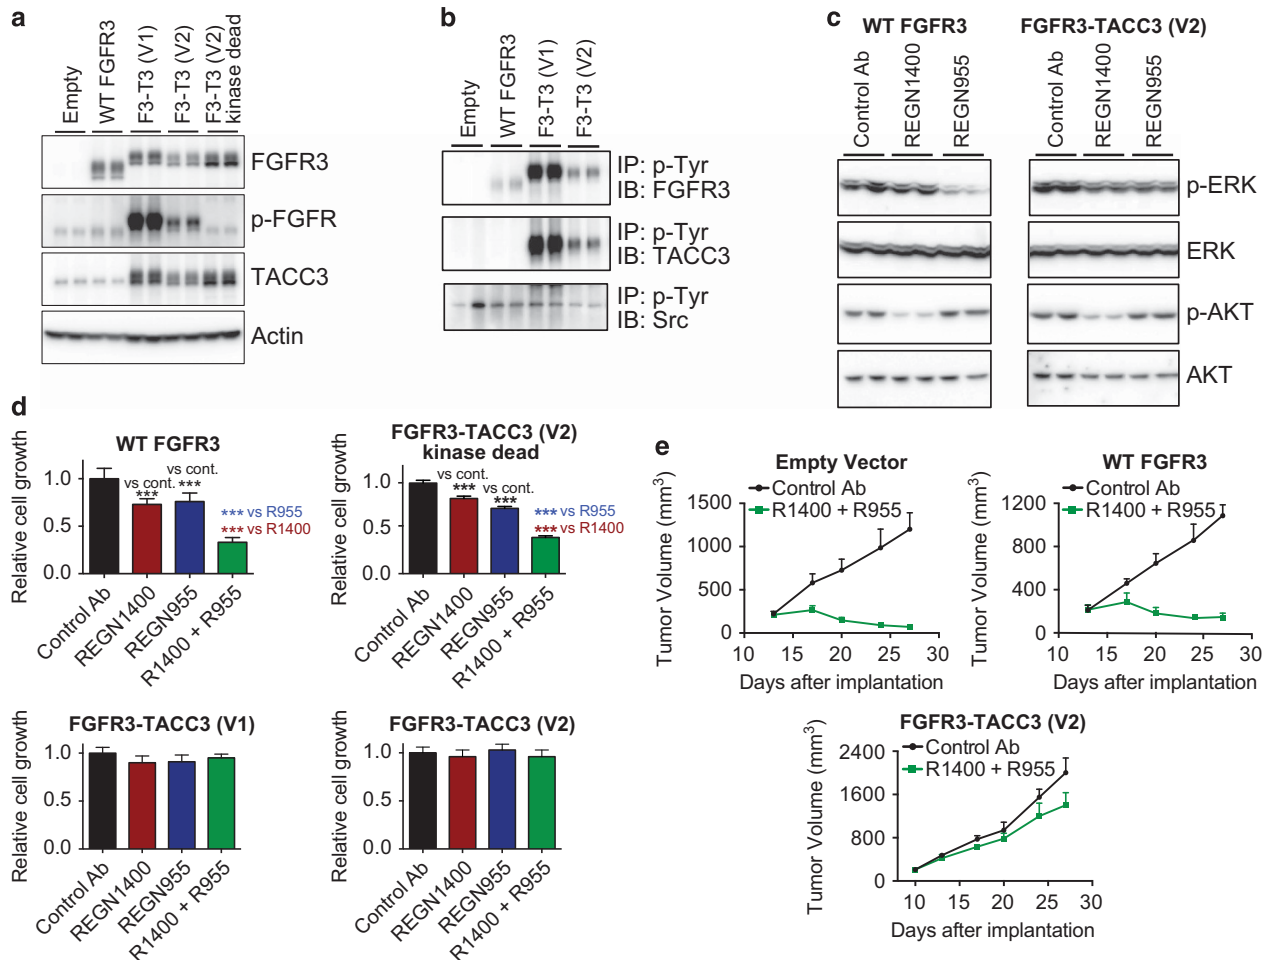 a
Empty
WT FGFR3
F3-T3 (V1)
F3-T3 (V2)
F3-T3 (V2)
kinase dead
FGFR3
p-FGFR
TACC3
Actin
b
Empty
WT FGFR3
F3-T3 (V1)
F3-T3 (V2)
IP: p-Tyr
IB: FGFR3
IP: p-Tyr
IB: TACC3
IP: p-Tyr
IB: Src
c
WT FGFR3
Control Ab
REGN1400
REGN955
FGFR3-TACC3 (V2)
Control Ab
REGN1400
REGN955
p-ERK
ERK
p-AKT
AKT
d
WT FGFR3
Relative cell growth
1.0
0.5
0.0
vs cont.
***
vs cont.
***
*** vs R955
*** vs R1400
Control Ab
REGN1400
REGN955
R1400 + R955
FGFR3-TACC3 (V2)
kinase dead
Relative cell growth
1.0
0.5
0.0
vs cont.
***
vs cont.
***
*** vs R955
*** vs R1400
Control Ab
REGN1400
REGN955
R1400 + R955
FGFR3-TACC3 (V1)
Relative cell growth
1.0
0.5
0.0
Control Ab
REGN1400
REGN955
R1400 + R955
FGFR3-TACC3 (V2)
Relative cell growth
1.0
0.5
0.0
Control Ab
REGN1400
REGN955
R1400 + R955
e
Empty Vector
Control Ab
R1400 + R955
Tumor Volume (mm³)
1500
1000
500
0
10 15 20 25 30
Days after implantation
WT FGFR3
Control Ab
R1400 + R955
Tumor Volume (mm³)
1200
800
400
0
10 15 20 25 30
Days after implantation
FGFR3-TACC3 (V2)
Control Ab
R1400 + R955
Tumor Volume (mm³)
2400
1600
800
0
10 15 20 25 30
Days after implantation